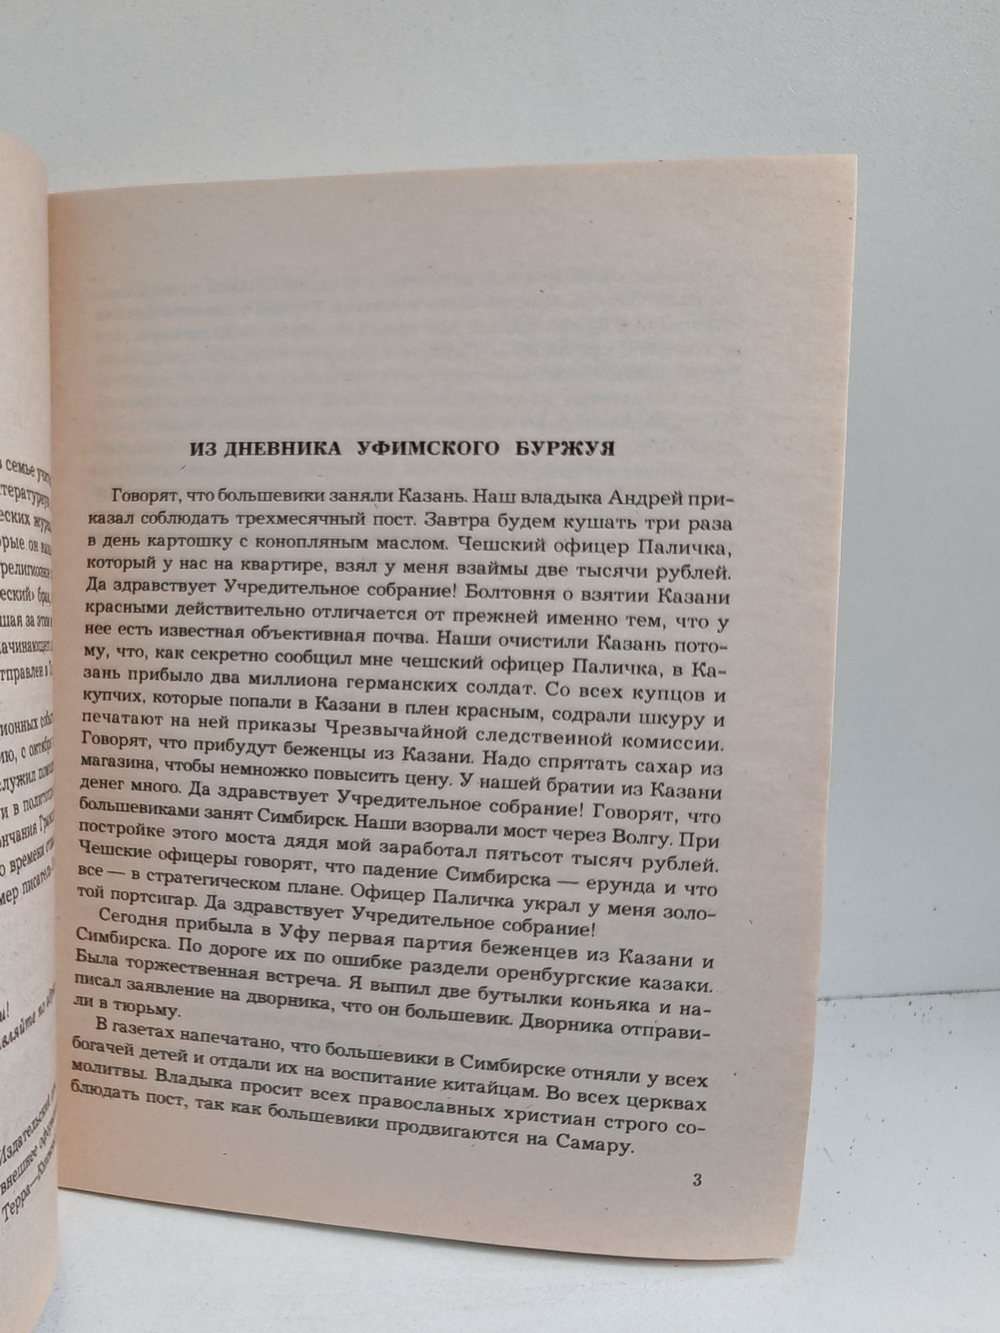 в семье
ИЗ ДНЕВНИКА УФИМСКОГО БУРЖУЯ
Говорят, что большевики заняли Казань. Наш владыка Андрей при-
казал соблюдать трехмесячный пост. Завтра будем кушать три раза
в день картошку с конопляным маслом. Чешский офицер Паличка,
который у нас на квартире, взял у меня взаймы две тысячи рублей.
Да здравствует Учредительное собрание! Болтовня о взятии Казани
красными действительно отличается от прежней именно тем, что у
нее есть известная объективная почва. Наши очистили Казань пото-
му, что, как секретно сообщил мне чешский офицер Паличка, в Ка-
зань прибыло два миллиона германских солдат. Со всех купцов и
купчих, которые попали в Казани в плен красным, содрали шкуру и
печатают на ней приказы Чрезвычайной следственной комиссии.
Говорят, что прибудут беженцы из Казани. Надо спрятать сахар из
магазина, чтобы немножко повысить цену. У нашей братии из Казани
денег много. Да здравствует Учредительное собрание! Говорят, что
большевиками занят Симбирск. Наши взорвали мост через Волгу. При
постройке этого моста дядя мой заработал пятьсот тысяч рублей.
Чешские офицеры говорят, что падение Симбирска — ерунда и что
все — в стратегическом плане. Офицер Паличка украл у меня золо-
той портсигар. Да здравствует Учредительное собрание!
Сегодня прибыла в Уфу первая партия беженцев из Казани и
Симбирска. По дороге их по ошибке раздели оренбургские казаки.
Была торжественная встреча. Я выпил две бутылки коньяка и на-
писал заявление на дворника, что он большевик. Дворника отправи-
ли в тюрьму.
В газетах напечатано, что большевики в Симбирске отняли у всех
богачей детей и отдали их на воспитание китайцам. Во всех церквах
молитвы. Владыка просит всех православных христиан строго со-
блюдать пост, так как большевики продвигаются на Самару.
3